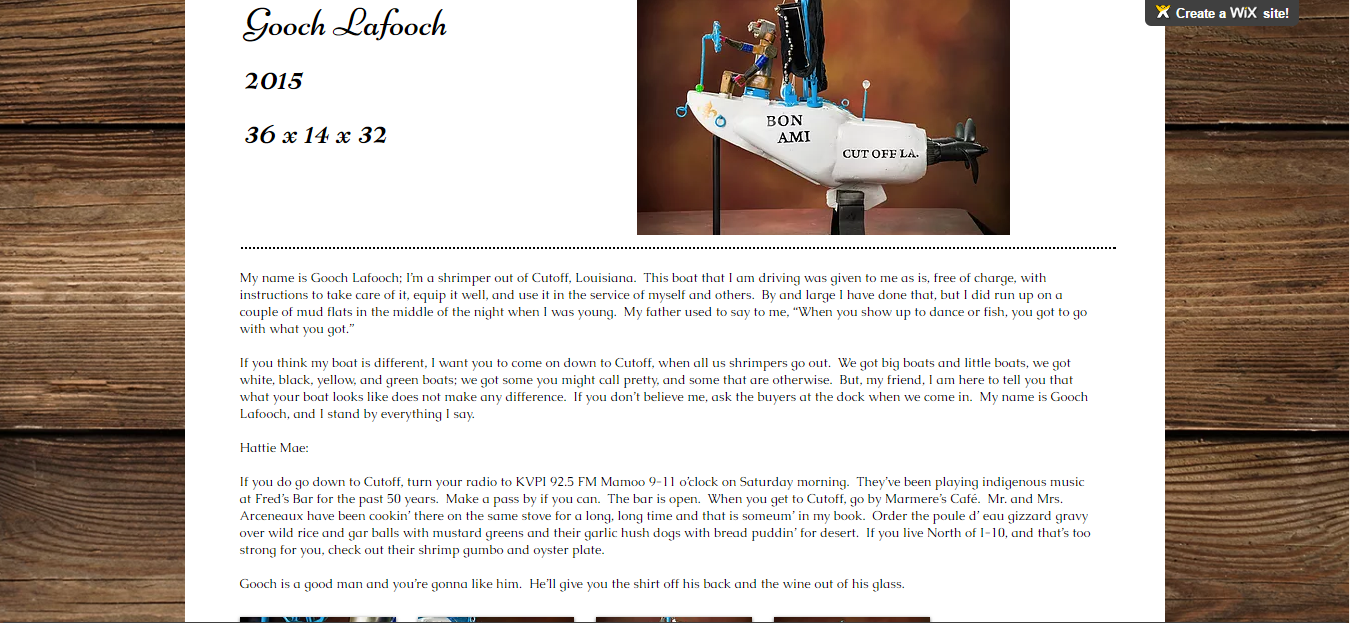 Gooch Lafooch
Create a WiX site!
2015
36 x 14 x 32
BON
AMI
CUT OFF LA.
My name is Gooch Lafooch; I'm a shrimper out of Cutoff, Louisiana.  This boat that I am driving was given to me as is, free of charge, with
instructions to take care of it, equip it well, and use it in the service of myself and others.  By and large I have done that, but I did run up on a
couple of mud flats in the middle of the night when I was young.  My father used to say to me, “When you show up to dance or fish, you got to go
with what you got.”
If you think my boat is different, I want you to come on down to Cutoff, when all us shrimpers go out.  We got big boats and little boats, we got
white, black, yellow, and green boats; we got some you might call pretty, and some that are otherwise.  But, my friend, I am here to tell you that
what your boat looks like does not make any difference.  If you don't believe me, ask the buyers at the dock when we come in.  My name is Gooch
Lafooch, and I stand by everything I say.
Hattie Mae:
If you do go down to Cutoff, turn your radio to KVPI 92.5 FM Mamoo 9-11 o'clock on Saturday morning.  They've been playing indigenous music
at Fred's Bar for the past 50 years.  Make a pass by if you can.  The bar is open.  When you get to Cutoff, go by Marmere's Café.  Mr. and Mrs.
Arceneaux have been cookin' there on the same stove for a long, long time and that is someum' in my book.  Order the poule d' eau gizzard gravy
over wild rice and gar balls with mustard greens and their garlic hush dogs with bread puddin' for desert.  If you live North of I-10, and that's too
strong for you, check out their shrimp gumbo and oyster plate.
Gooch is a good man and you're gonna like him.  He'll give you the shirt off his back and the wine out of his glass.